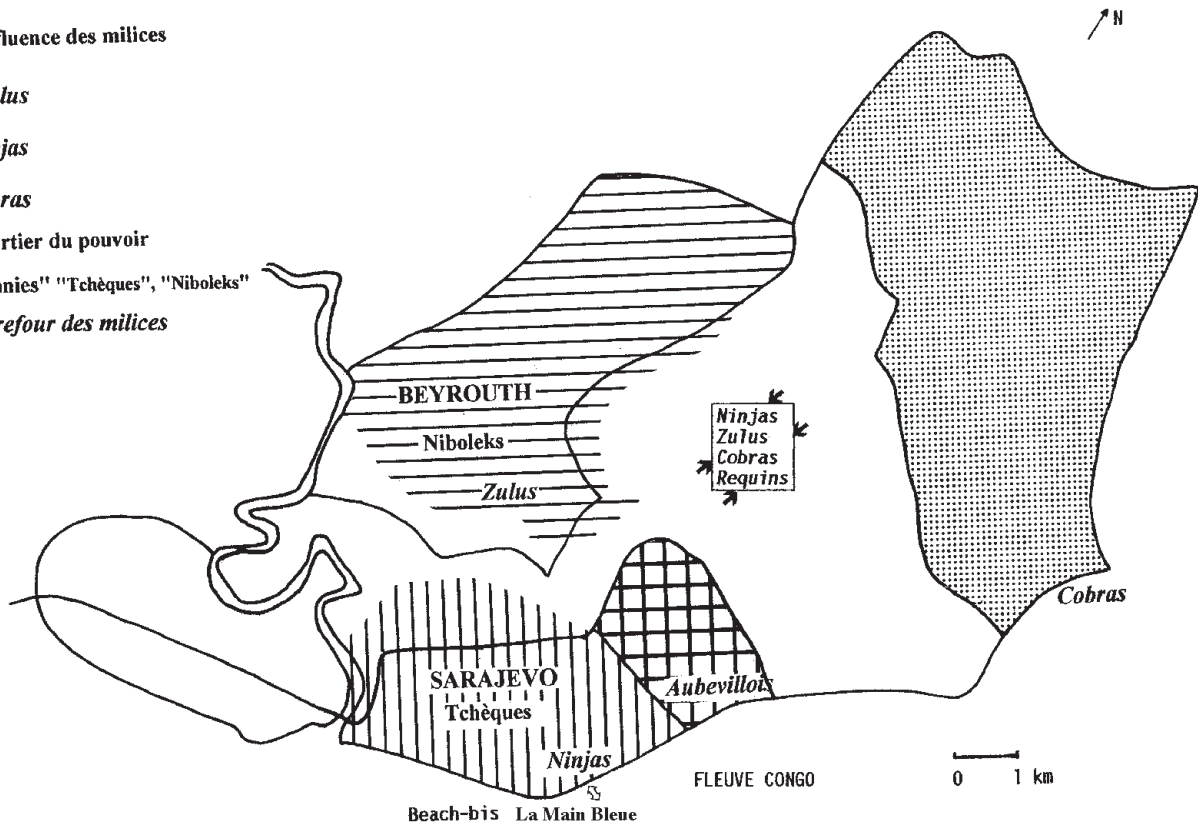 fluence des milices
lus
jas
ras
rtier du pouvoir
nnies" "Tchèques", "Niboleks"
refour des milices
N
BEYROUTH
Niboleks
Zulus
Ninjas
Zulus
Cobras
Requins
Cobras
SARAJEVO
Tchèques
Ninjas
Aubevillois
FLEUVE CONGO
0 1 km
Beach-bis La Main Bleue